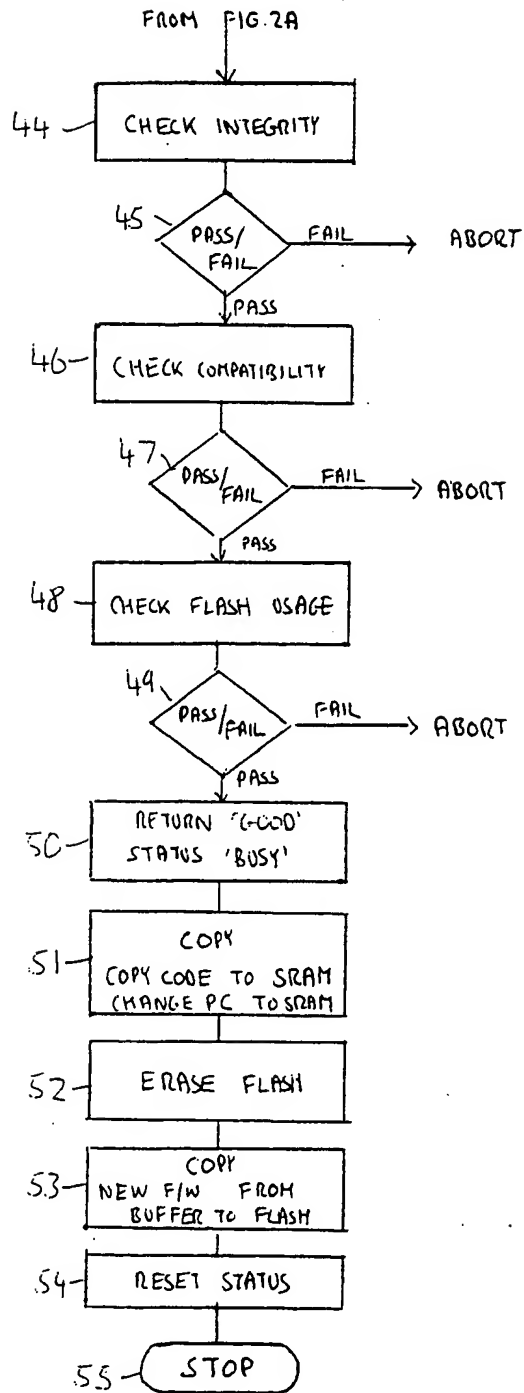 FROM FIG.2A
44
CHECK INTEGRITY
45
PASS/
FAIL
FAIL
ABORT
PASS
46
CHECK COMPATIBILITY
47
PASS/
FAIL
FAIL
ABORT
PASS
48
CHECK FLASH USAGE
49
PASS/
FAIL
FAIL
ABORT
PASS
50
RETURN 'GOOD'
STATUS 'BUSY'
51
COPY
COPY CODE TO SRAM
CHANGE PC TO SRAM
52
ERASE FLASH
53
COPY
NEW F/W FROM
BUFFER TO FLASH
54
RESET STATUS
55
STOP